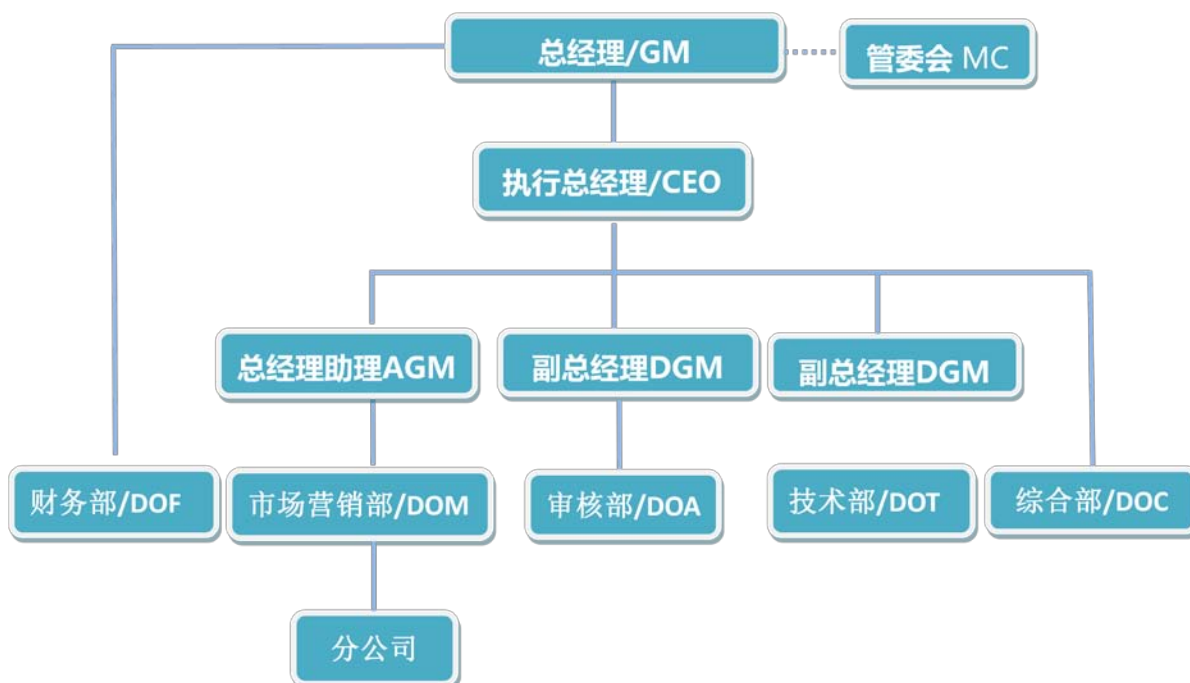 总经理/GM
管委会 MC
执行总经理/CEO
总经理助理AGM
副总经理DGM
副总经理DGM
财务部/DOF
市场营销部/DOM
审核部/DOA
技术部/DOT
综合部/DOC
分公司